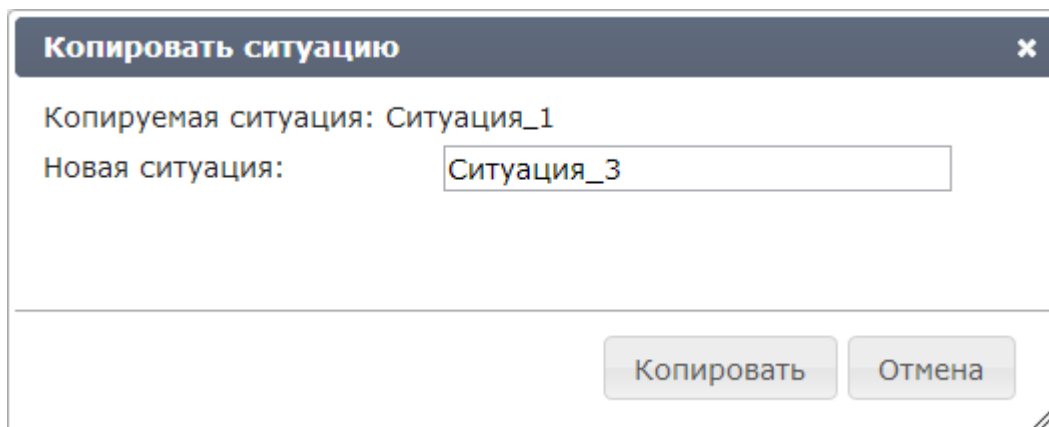 Копировать ситуацию
Копируемая ситуация: Ситуация_1
Новая ситуация: Ситуация_3
Копировать Отмена